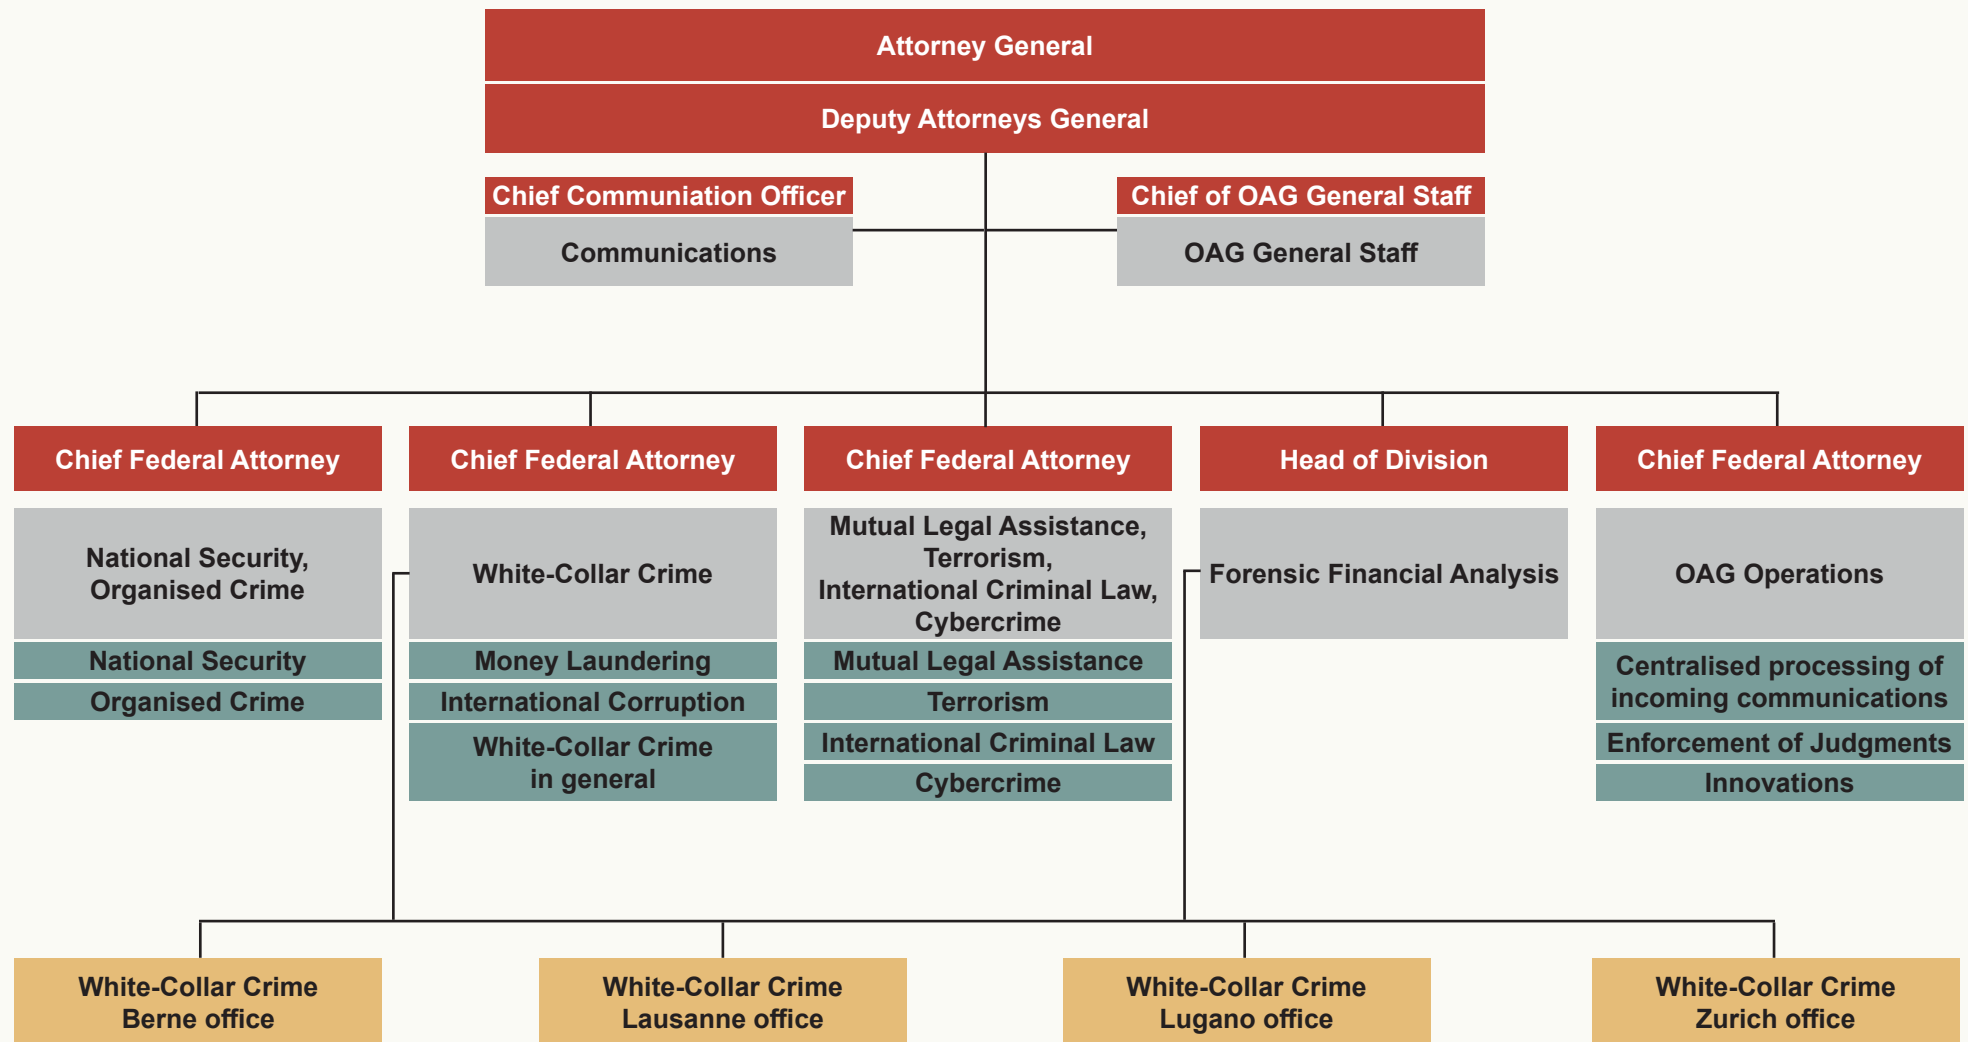 Attorney General
Deputy Attorneys General
Chief Communiation Officer
Communications
Chief of OAG General Staff
OAG General Staff
Chief Federal Attorney
National Security,
Organised Crime
National Security
Organised Crime
Chief Federal Attorney
White-Collar Crime
Money Laundering
International Corruption
White-Collar Crime
in general
Chief Federal Attorney
Mutual Legal Assistance,
Terrorism,
International Criminal Law,
Cybercrime
Mutual Legal Assistance
Terrorism
International Criminal Law
Cybercrime
Head of Division
Forensic Financial Analysis
Chief Federal Attorney
OAG Operations
Centralised processing of
incoming communications
Enforcement of Judgments
Innovations
White-Collar Crime
Berne office
White-Collar Crime
Lausanne office
White-Collar Crime
Lugano office
White-Collar Crime
Zurich office